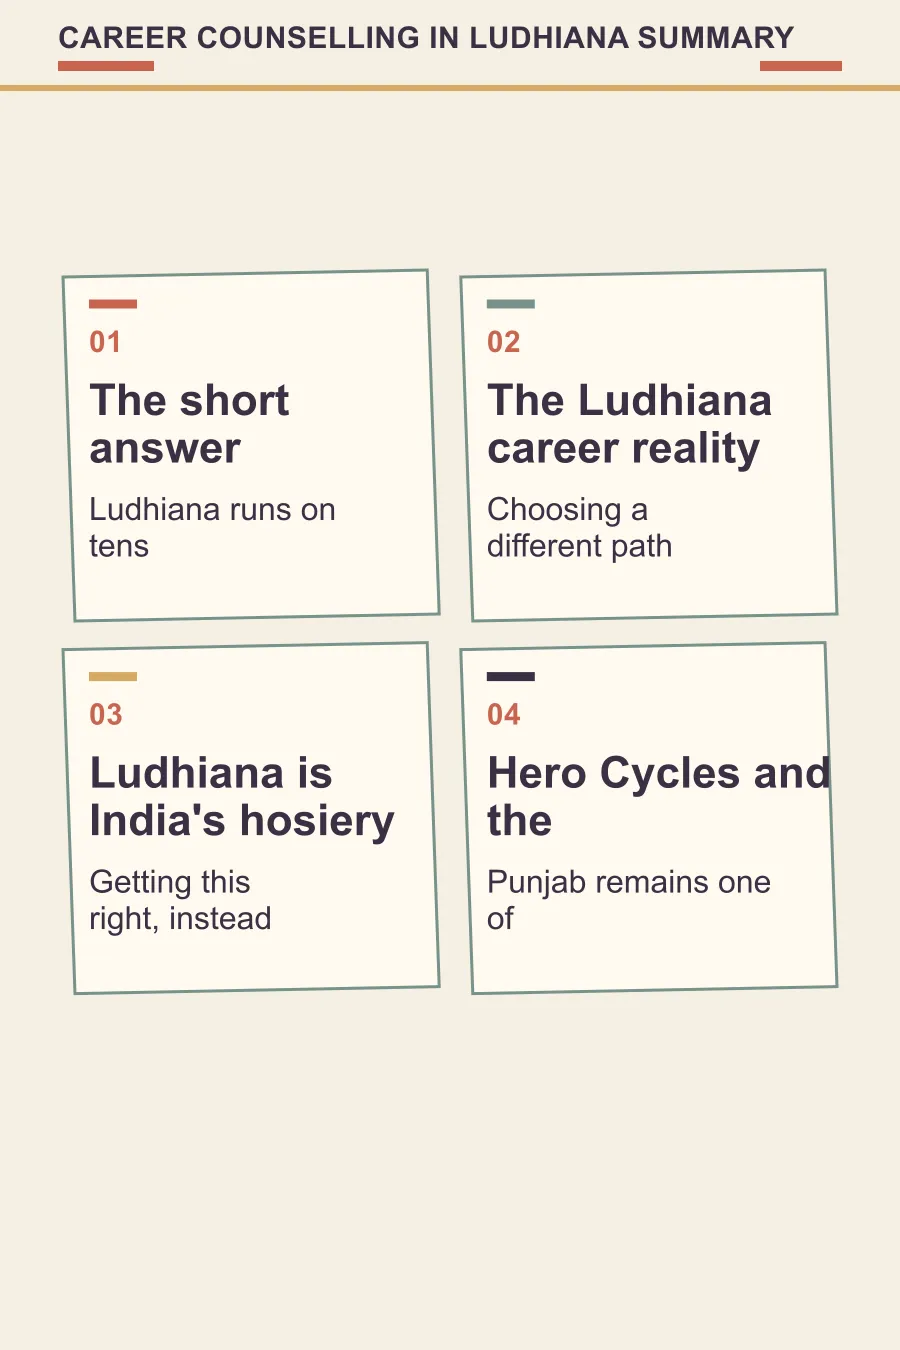 CAREER COUNSELLING IN LUDHIANA SUMMARY
01
The short
answer
Ludhiana runs on
tens
02
The Ludhiana
career reality
Choosing a
different path
03
Ludhiana is
India's hosiery
Getting this
right, instead
04
Hero Cycles and
the
Punjab remains one
of